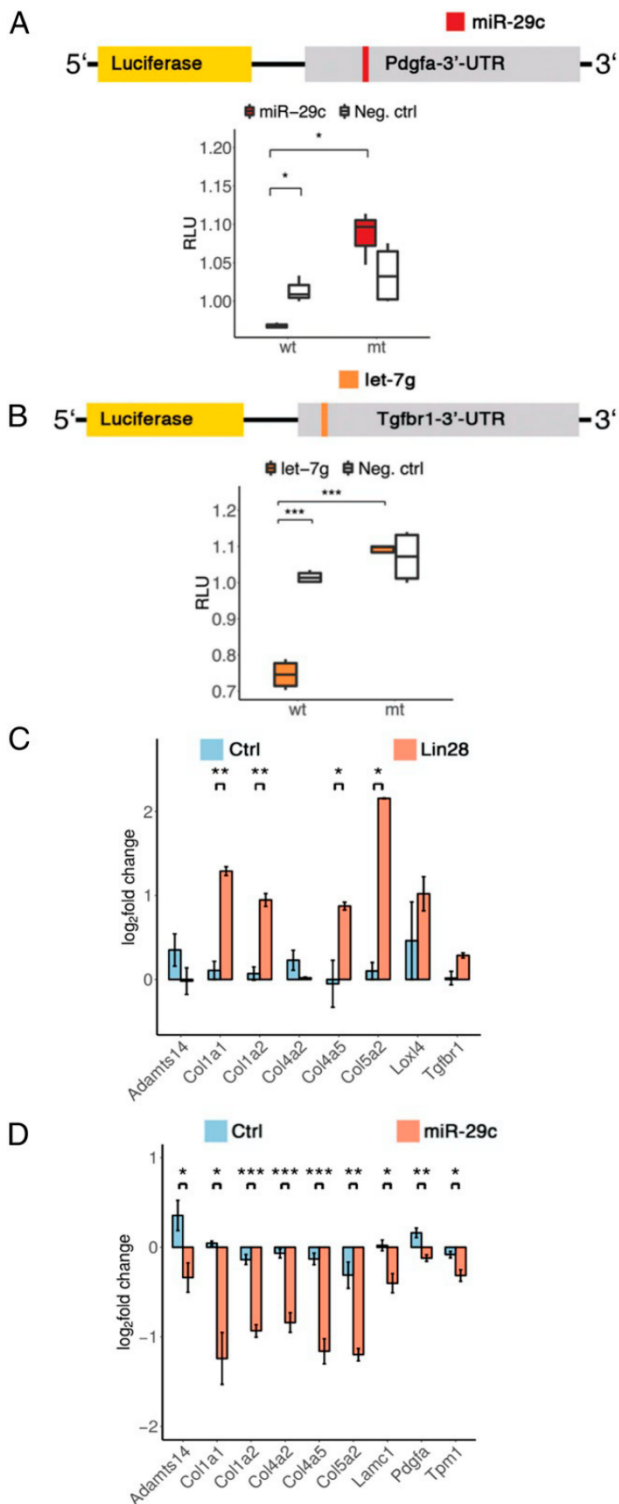 A
miR-29c
5‘ Luciferase Pdgfa-3'-UTR 3‘
miR-29c Neg. ctrl
*
*
1.20
1.15
1.10
1.05
1.00
RLU
wt mt
let-7g
B
5‘ Luciferase Tgfbr1-3'-UTR 3‘
let-7g Neg. ctrl
***
***
1.2
1.1
1.0
0.8
0.7
RLU
wt mt
C
Ctrl Lin28
** ** * *
2
1
0
log2fold change
Adamts14 Col1a1 Col1a2 Col4a2 Col4a5 Col5a2 Loxl4 Tgfbr1
D
Ctrl miR-29c
* * *** *** *** ** * ** *
1
0
−1
−2
log2fold change
Adamts14 Col1a1 Col1a2 Col4a2 Col4a5 Col5a2 Lamc1 Pdgfa Tpm1